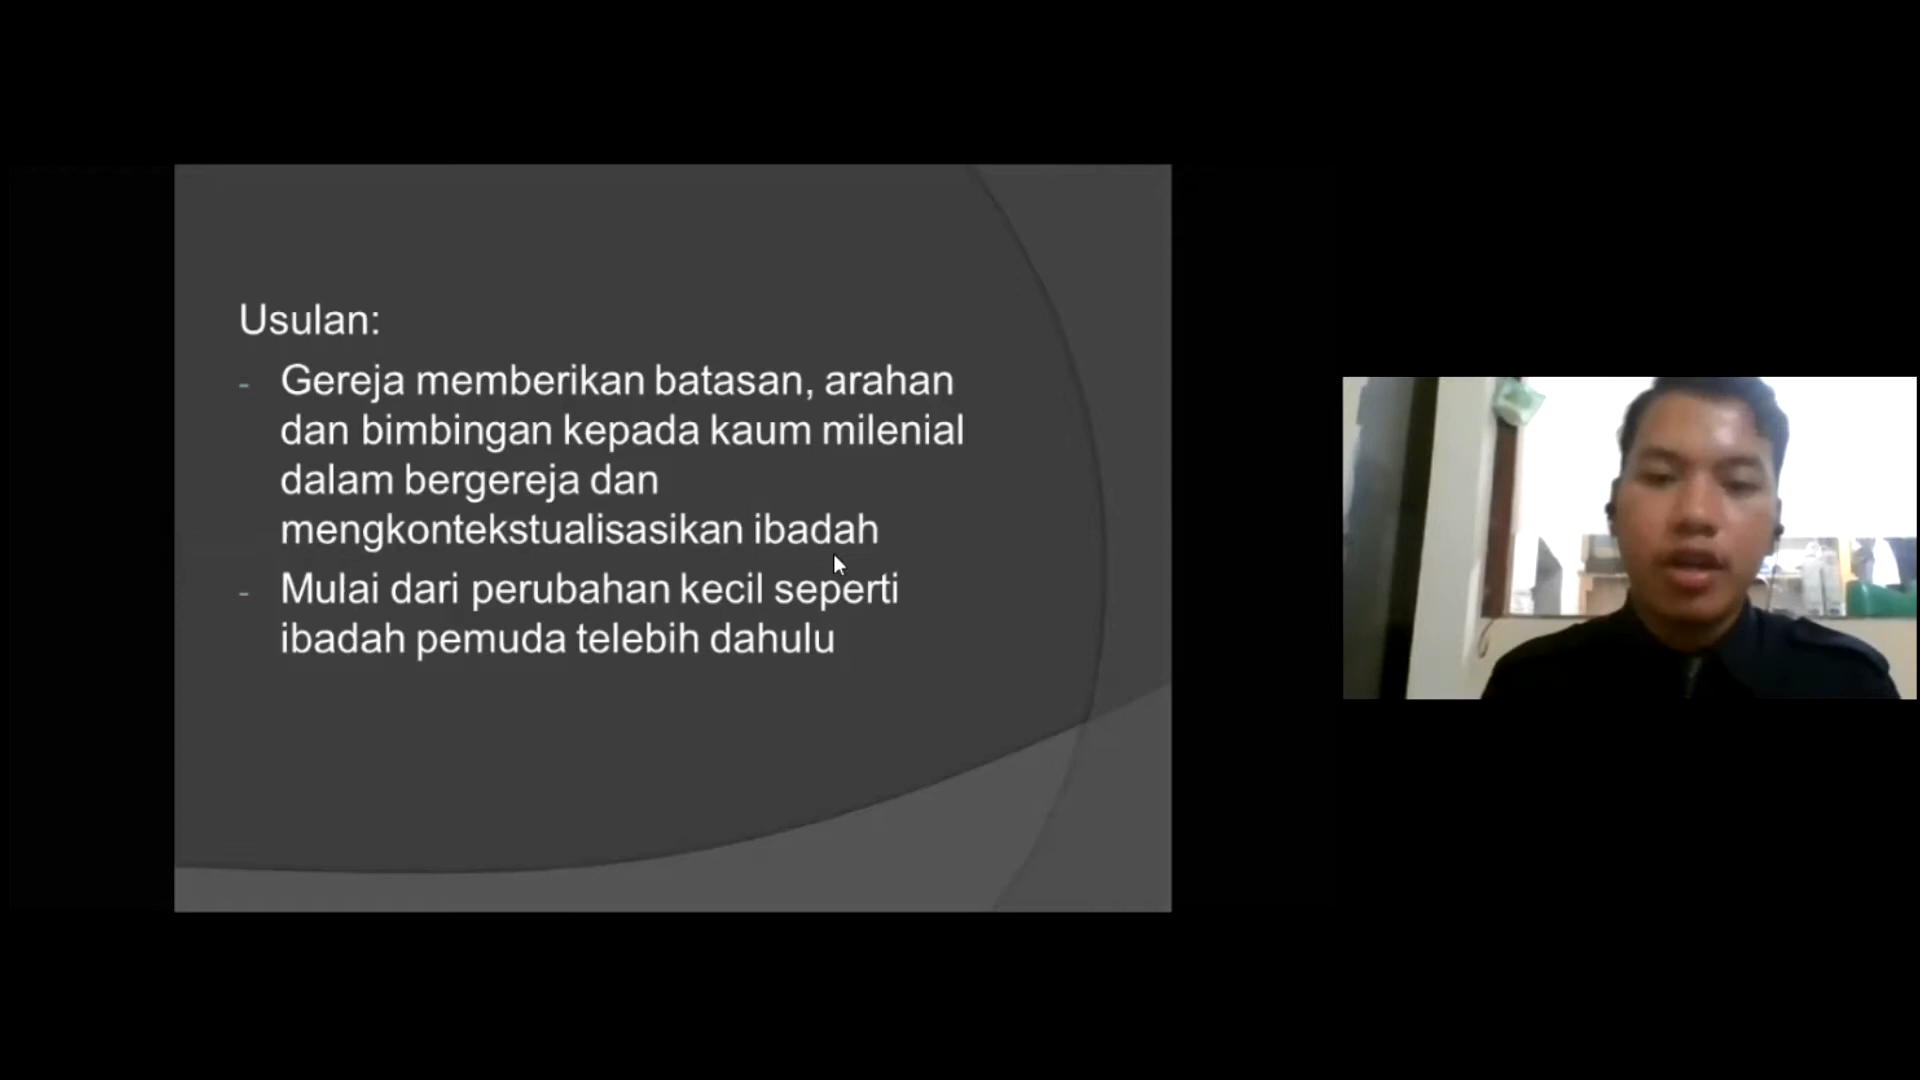 Usulan:
- Gereja memberikan batasan, arahan
dan bimbingan kepada kaum milenial
dalam bergereja dan
mengkontekstualisasikan ibadah
- Mulai dari perubahan kecil seperti
ibadah pemuda telebih dahulu